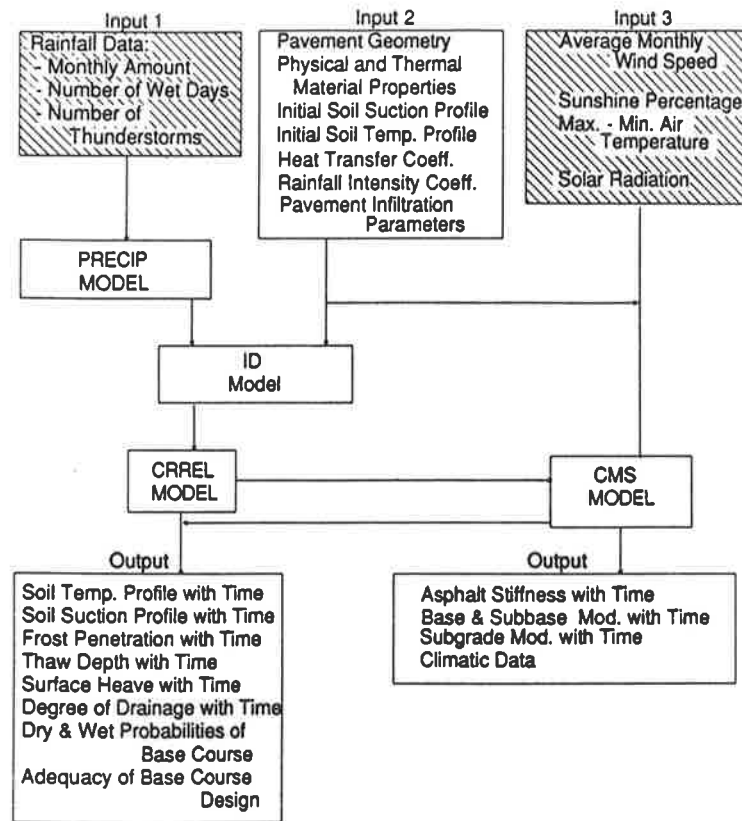 Input 1
Rainfall Data:
- Monthly Amount
- Number of Wet Days
- Number of
Thunderstorms
Input 2
Pavement Geometry
Physical and Thermal
Material Properties
Initial Soil Suction Profile
Initial Soil Temp. Profile
Heat Transfer Coeff.
Rainfall Intensity Coeff.
Pavement Infiltration
Parameters
Input 3
Average Monthly
Wind Speed
Sunshine Percentage
Max. - Min. Air
Temperature
Solar Radiation
PRECIP
MODEL
ID
Model
CRREL
MODEL
CMS
MODEL
Output
Soil Temp. Profile with Time
Soil Suction Profile with Time
Frost Penetration with Time
Thaw Depth with Time
Surface Heave with Time
Degree of Drainage with Time
Dry & Wet Probabilities of
Base Course
Adequacy of Base Course
Design
Output
Asphalt Stiffness with Time
Base & Subbase Mod. with Time
Subgrade Mod. with Time
Climatic Data